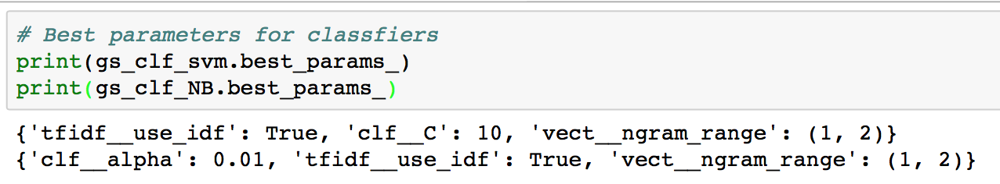 # Best parameters for classfiers
print(gs_clf_svm.best_params_)
print(gs_clf_NB.best_params_)
{'tfidf__use_idf': True, 'clf__C': 10, 'vect__ngram_range': (1, 2)}
{'clf__alpha': 0.01, 'tfidf__use_idf': True, 'vect__ngram_range': (1, 2)}